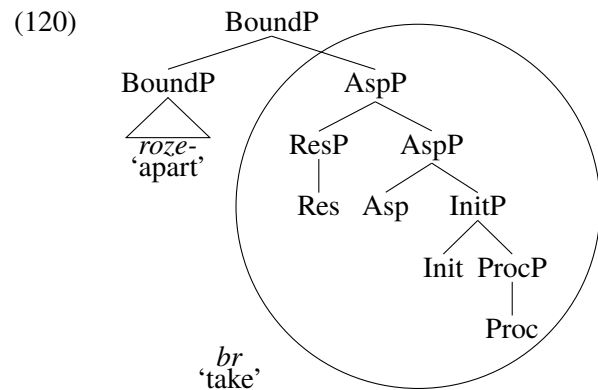 (120) BoundP
BoundP AspP
roze- ResP AspP
‘apart’
Res Asp InitP
Init ProcP
Proc
br
‘take’